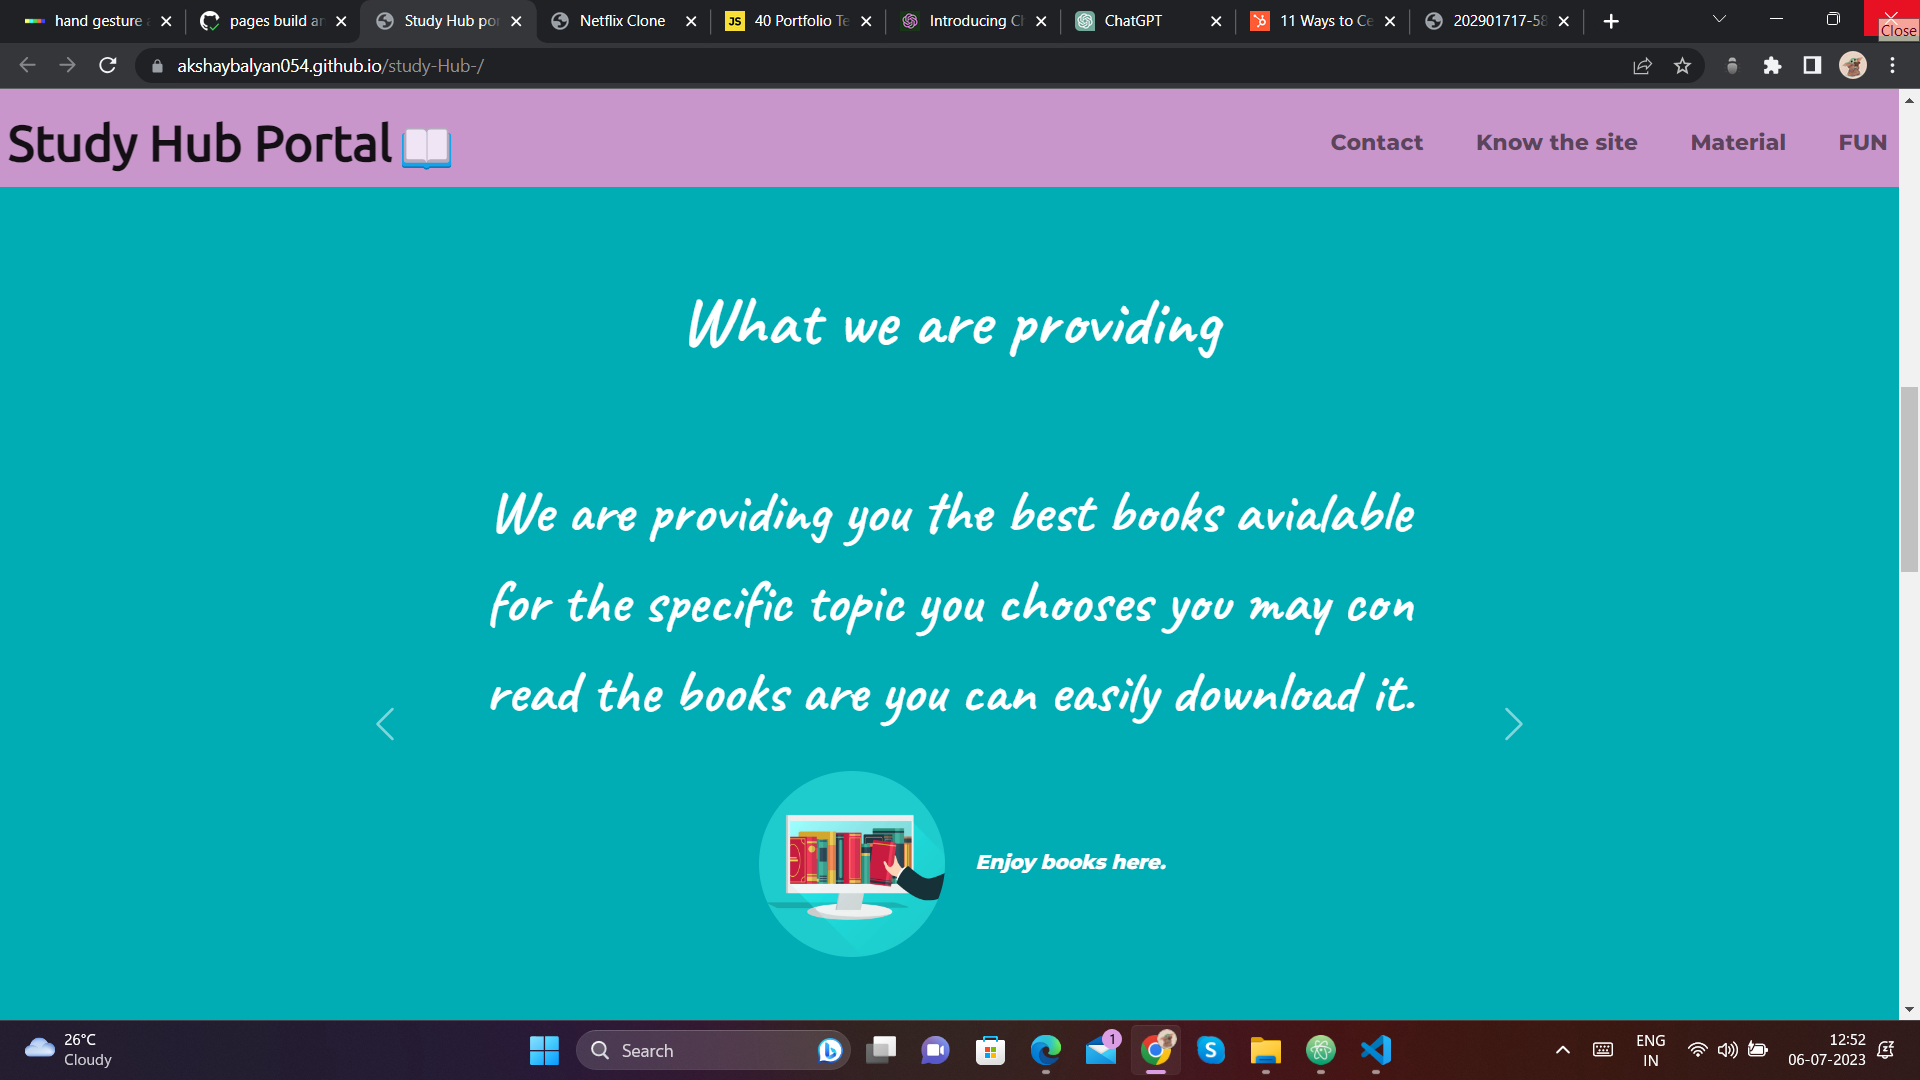 hand gesture
pages build an
Study Hub por
Netflix Clone
JS
40 Portfolio Te
Introducing Ch
ChatGPT
11 Ways to Ce
202901717-58
Close
akshaybalyan054.github.io/study-Hub-/
Study Hub Portal
Contact
Know the site
Material
FUN
What we are providing
We are providing you the best books avialable
for the specific topic you chooses you may con
read the books are you can easily download it.
Enjoy books here.
26°C
Cloudy
Search
1
ENG
IN
12:52
06-07-2023